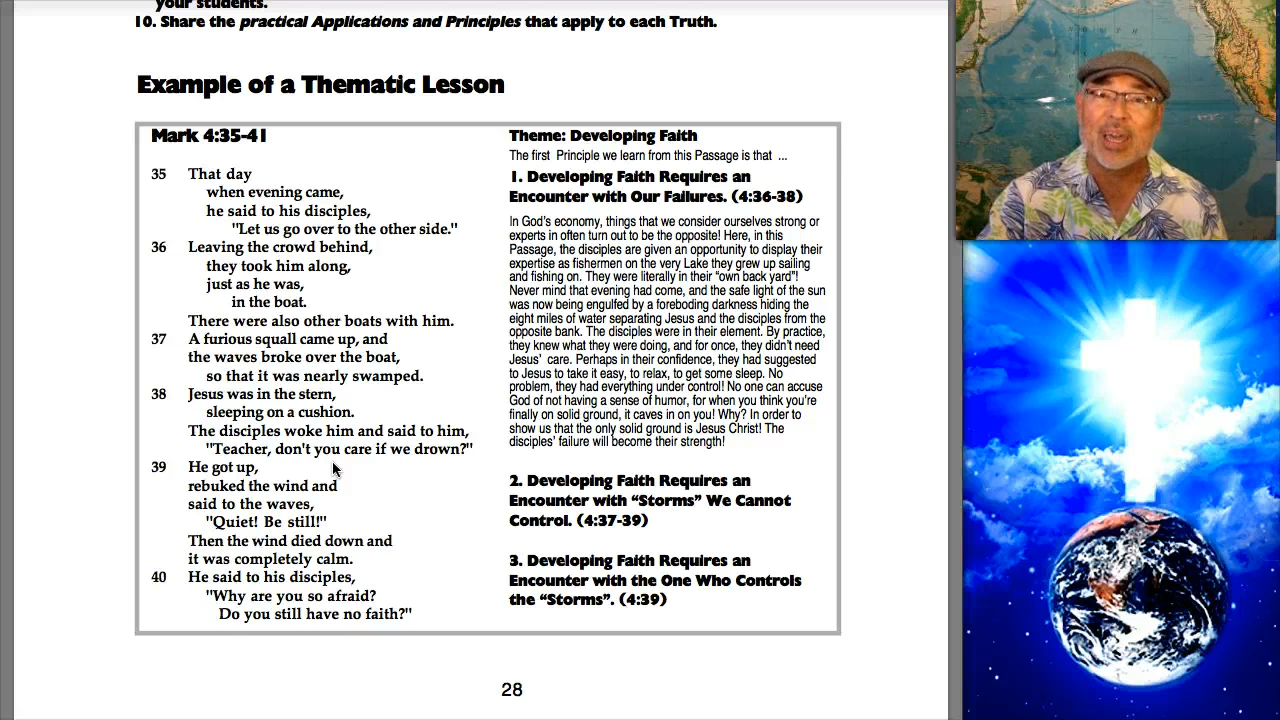 your students.
10. Share the practical Applications and Principles that apply to each Truth.
Example of a Thematic Lesson
Mark 4:35-41
35 That day
when evening came,
he said to his disciples,
"Let us go over to the other side."
36 Leaving the crowd behind,
they took him along,
just as he was,
in the boat.
There were also other boats with him.
37 A furious squall came up, and
the waves broke over the boat,
so that it was nearly swamped.
38 Jesus was in the stern,
sleeping on a cushion.
The disciples woke him and said to him,
"Teacher, don't you care if we drown?"
39 He got up,
rebuked the wind and
said to the waves,
"Quiet! Be still!"
Then the wind died down and
it was completely calm.
40 He said to his disciples,
"Why are you so afraid?
Do you still have no faith?"
Theme: Developing Faith
The first Principle we learn from this Passage is that ...
1. Developing Faith Requires an
Encounter with Our Failures. (4:36-38)
In God's economy, things that we consider ourselves strong or
experts in often turn out to be the opposite! Here, in this
Passage, the disciples are given an opportunity to display their
expertise as fishermen on the very Lake they grew up sailing
and fishing on. They were literally in their "own back yard"!
Never mind that evening had come, and the safe light of the sun
was now being engulfed by a foreboding darkness hiding the
eight miles of water separating Jesus and the disciples from the
opposite bank. The disciples were in their element. By practice,
they knew what they were doing, and for once, they didn't need
Jesus' care. Perhaps in their confidence, they had suggested
to Jesus to take it easy, to relax, to get some sleep. No
problem, they had everything under control! No one can accuse
God of not having a sense of humor, for when you think you're
finally on solid ground, it caves in on you! Why? In order to
show us that the only solid ground is Jesus Christ! The
disciples' failure will become their strength!
2. Developing Faith Requires an
Encounter with "Storms" We Cannot
Control. (4:37-39)
3. Developing Faith Requires an
Encounter with the One Who Controls
the "Storms". (4:39)
28